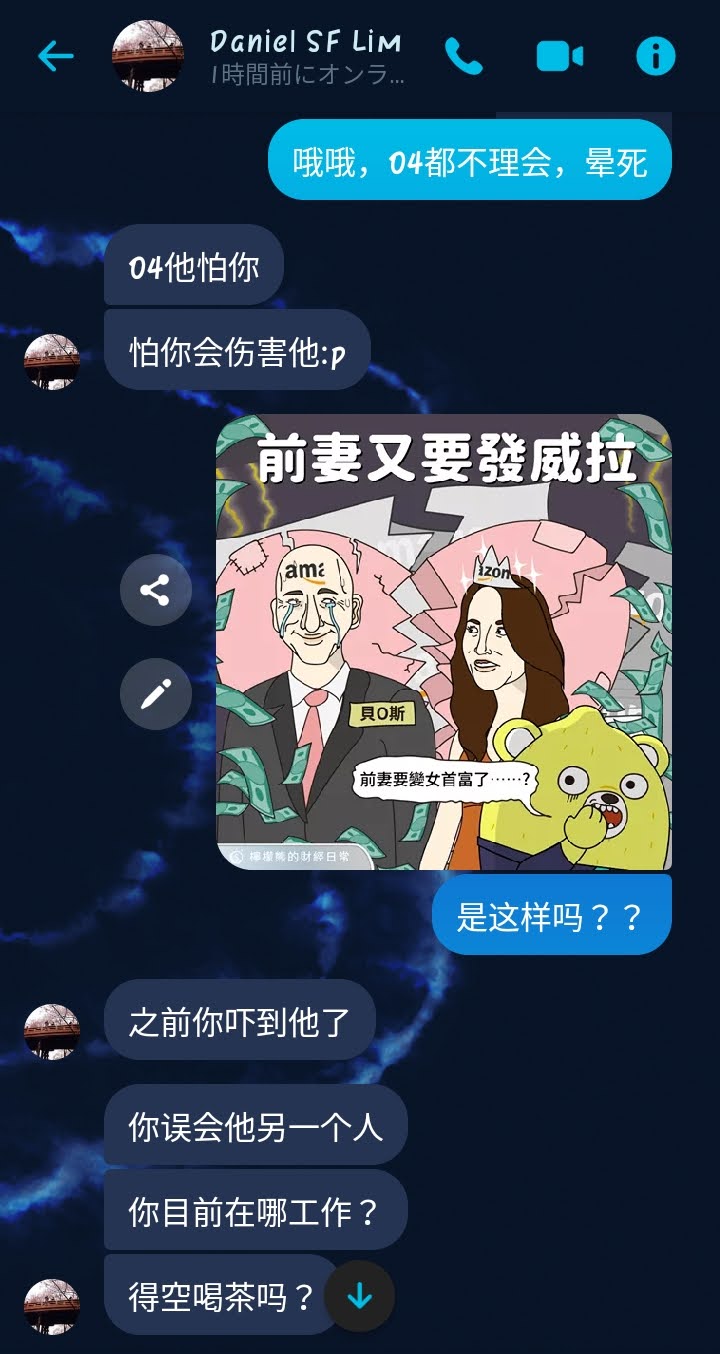 Daniel SF Lim
1時間前にオンラ...
哦哦，04都不理会，晕死
04他怕你
怕你会伤害他:p
前妻又要發威拉
ama
azon
貝O斯
前妻要變女首富了⋯⋯?
檸檬熊的財經日常
是这样吗？？
之前你吓到他了
你误会他另一个人
你目前在哪工作？
得空喝茶吗？